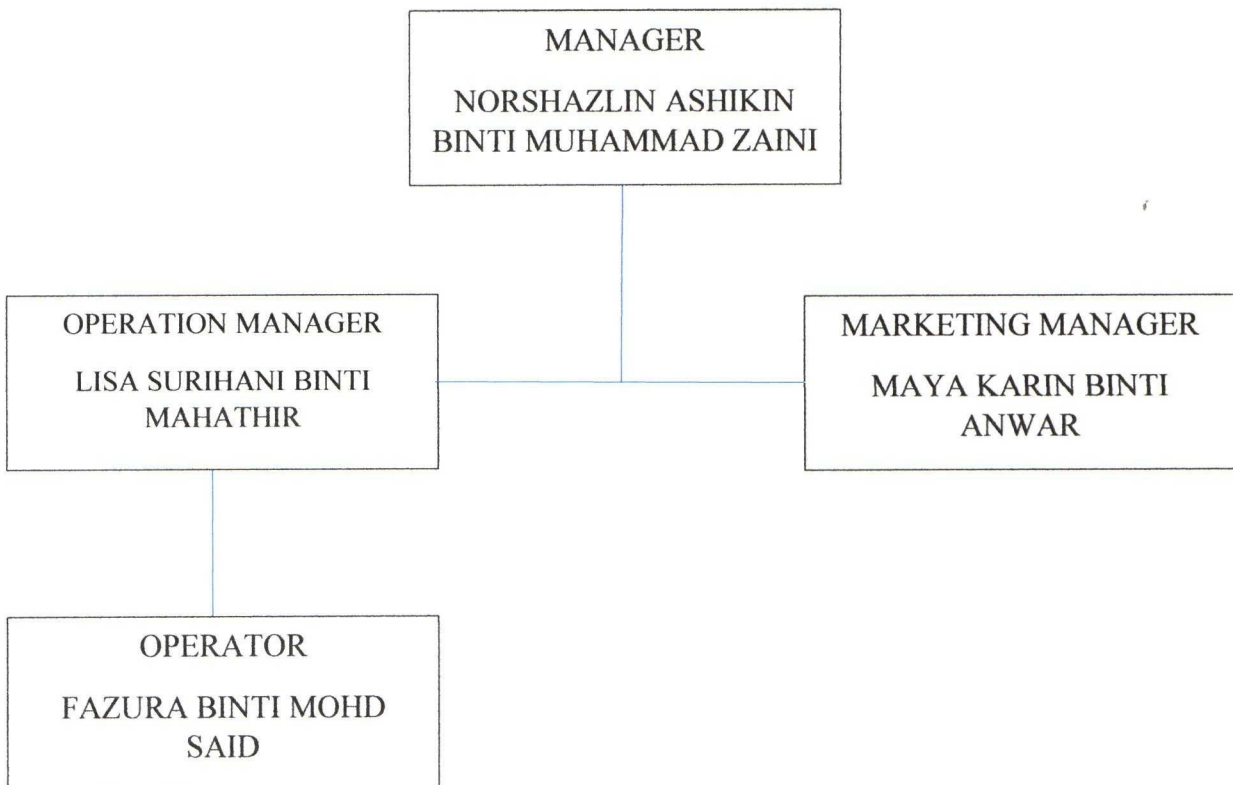 MANAGER
NORSHAZLIN ASHIKIN
BINTI MUHAMMAD ZAINI
OPERATION MANAGER
LISA SURIHANI BINTI
MAHATHIR
MARKETING MANAGER
MAYA KARIN BINTI
ANWAR
OPERATOR
FAZURA BINTI MOHD
SAID